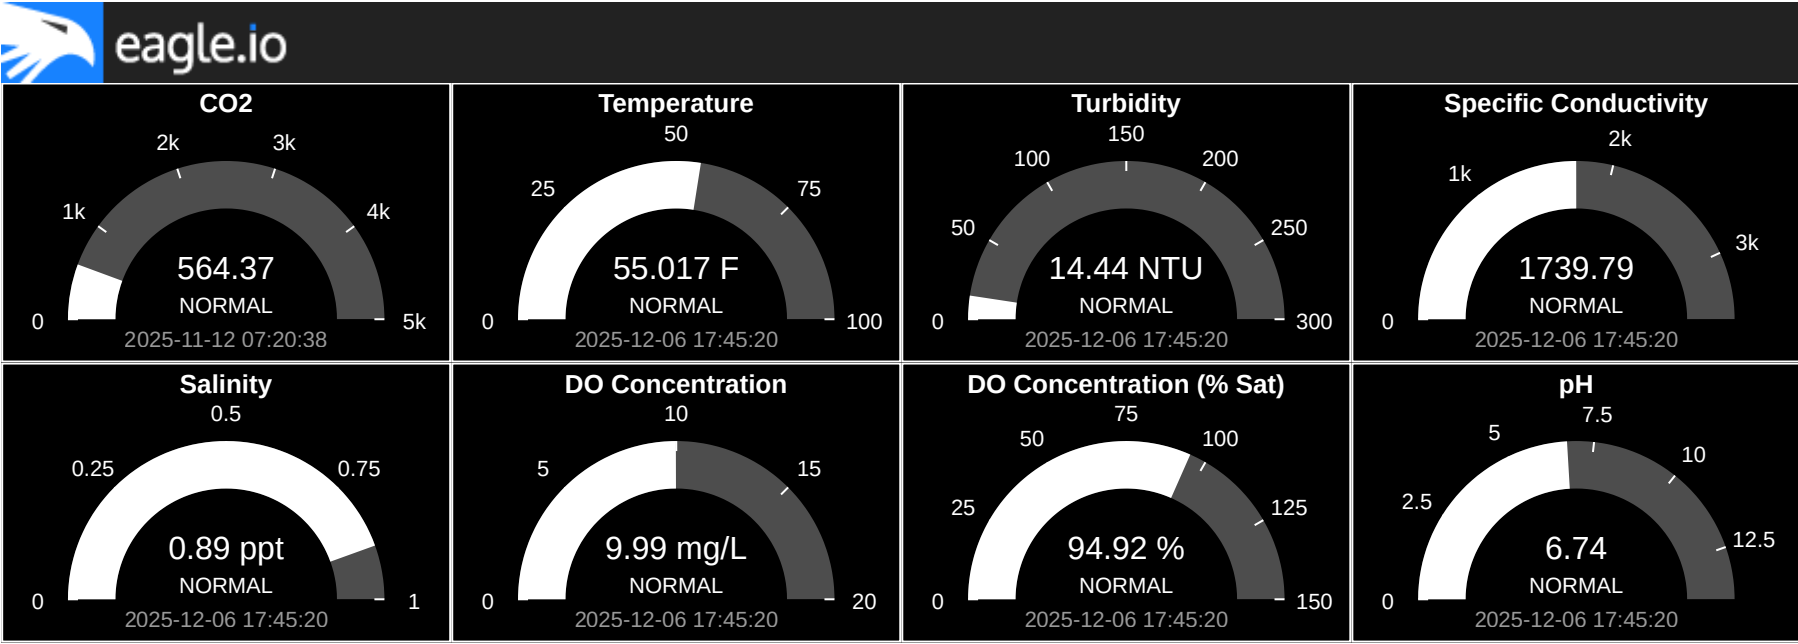 eagle.io
CO2
2k 3k
1k 4k
564.37
NORMAL
0 5k
2025-11-12 07:20:38
Temperature
50
25 75
55.017 F
NORMAL
0 100
2025-12-06 17:45:20
Turbidity
150
100 200
50 250
14.44 NTU
NORMAL
0 300
2025-12-06 17:45:20
Specific Conductivity
2k
1k
3k
1739.79
NORMAL
0
2025-12-06 17:45:20
Salinity
0.5
0.25 0.75
0.89 ppt
NORMAL
0 1
2025-12-06 17:45:20
DO Concentration
10
5 15
9.99 mg/L
NORMAL
0 20
2025-12-06 17:45:20
DO Concentration (% Sat)
75
50 100
25 125
94.92 %
NORMAL
0 150
2025-12-06 17:45:20
pH
7.5
5
10
2.5
12.5
6.74
NORMAL
0
2025-12-06 17:45:20